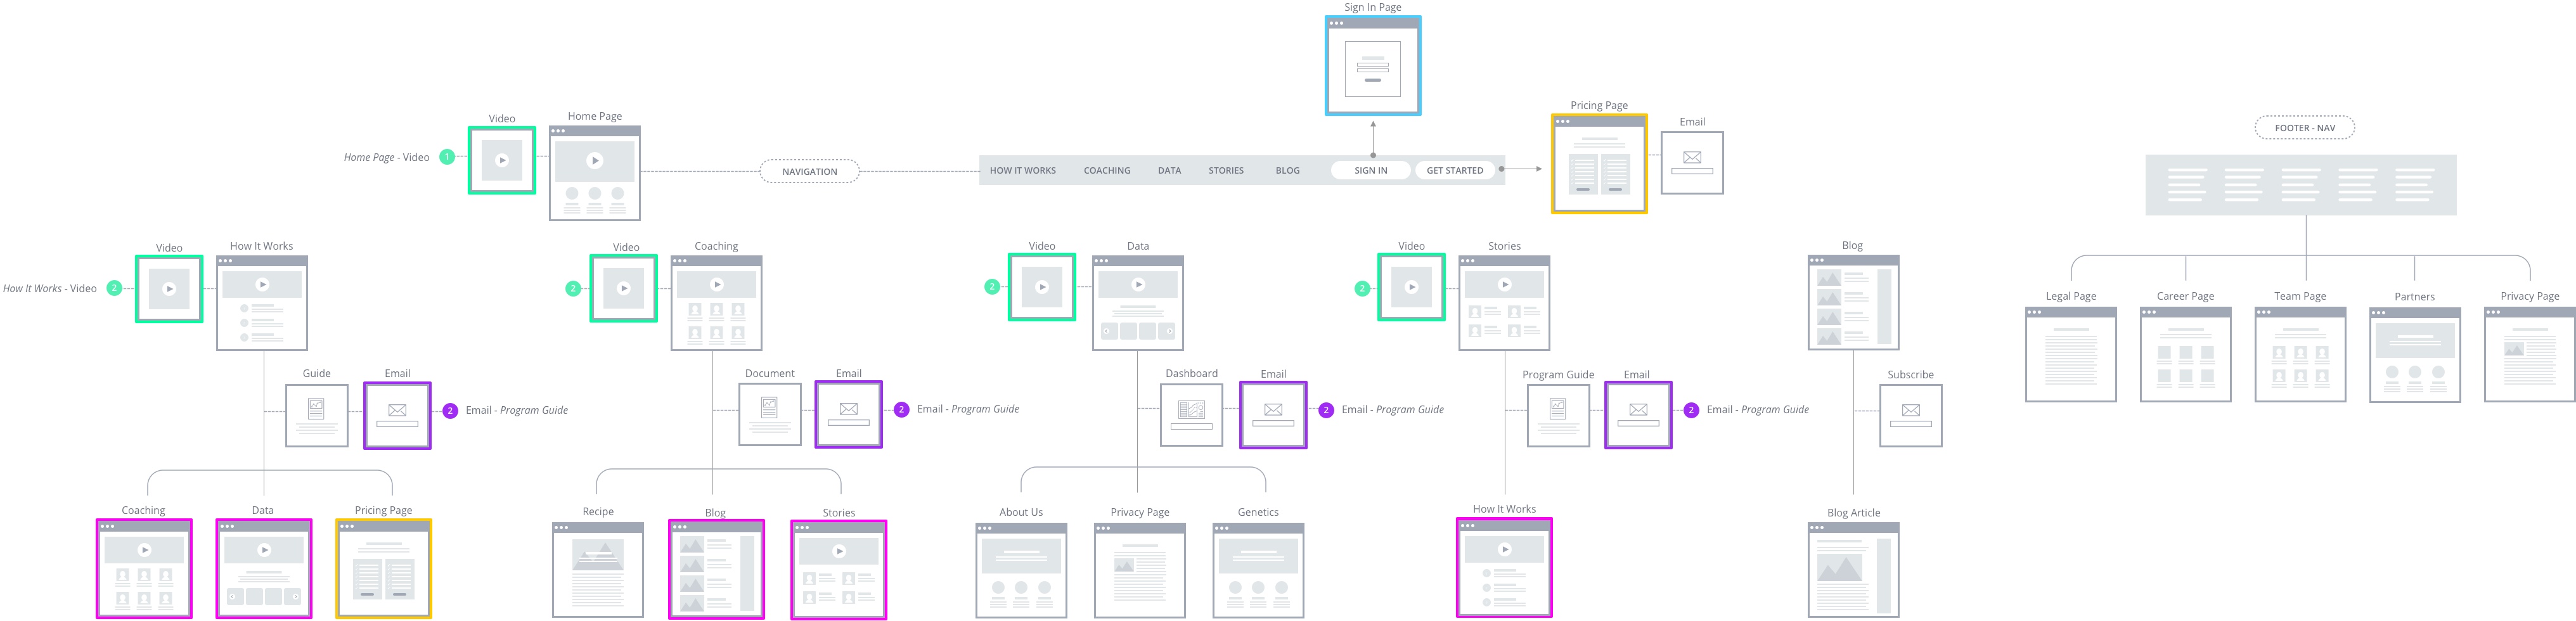 Sign In Page
Pricing Page
Email
Video
Home Page
Home Page - Video
1
NAVIGATION
HOW IT WORKS
COACHING
DATA
STORIES
BLOG
SIGN IN
GET STARTED
FOOTER - NAV
Video
How It Works
How It Works - Video
2
Video
Coaching
2
Video
Data
2
Video
Stories
2
Blog
Legal Page
Career Page
Team Page
Partners
Privacy Page
Guide
Email
2
Email - Program Guide
Document
Email
2
Email - Program Guide
Dashboard
Email
2
Email - Program Guide
Program Guide
Email
2
Email - Program Guide
Subscribe
Coaching
Data
Pricing Page
Recipe
Blog
Stories
About Us
Privacy Page
Genetics
How It Works
Blog Article